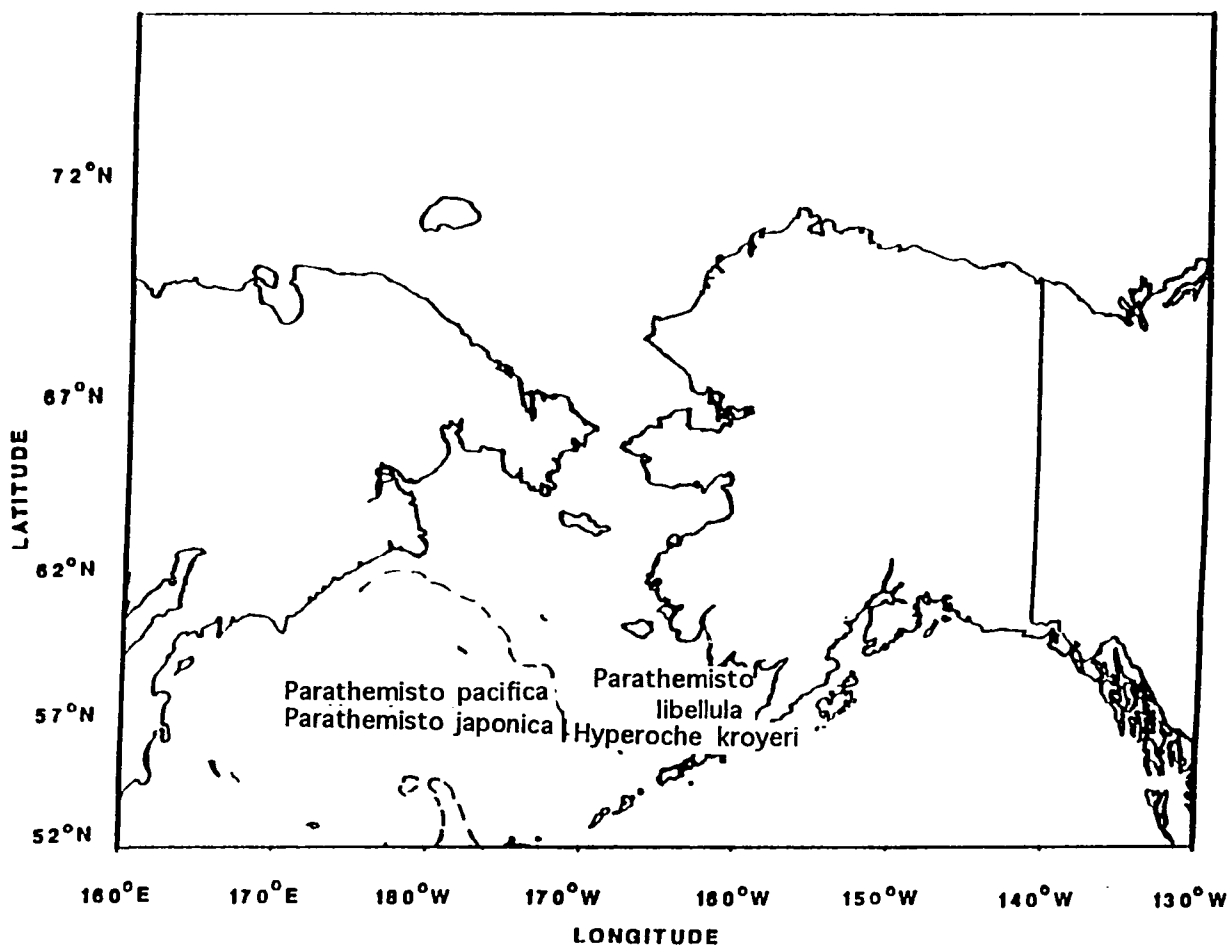 72°N
67°N
62°N
57°N
52°N
LATITUDE
Parathemisto pacifica
Parathemisto japonica
Parathemisto
libellula
Hyperoche kroyeri
160°E 170°E 180°W 170°W 160°W 150°W 140°W 130°W
LONGITUDE